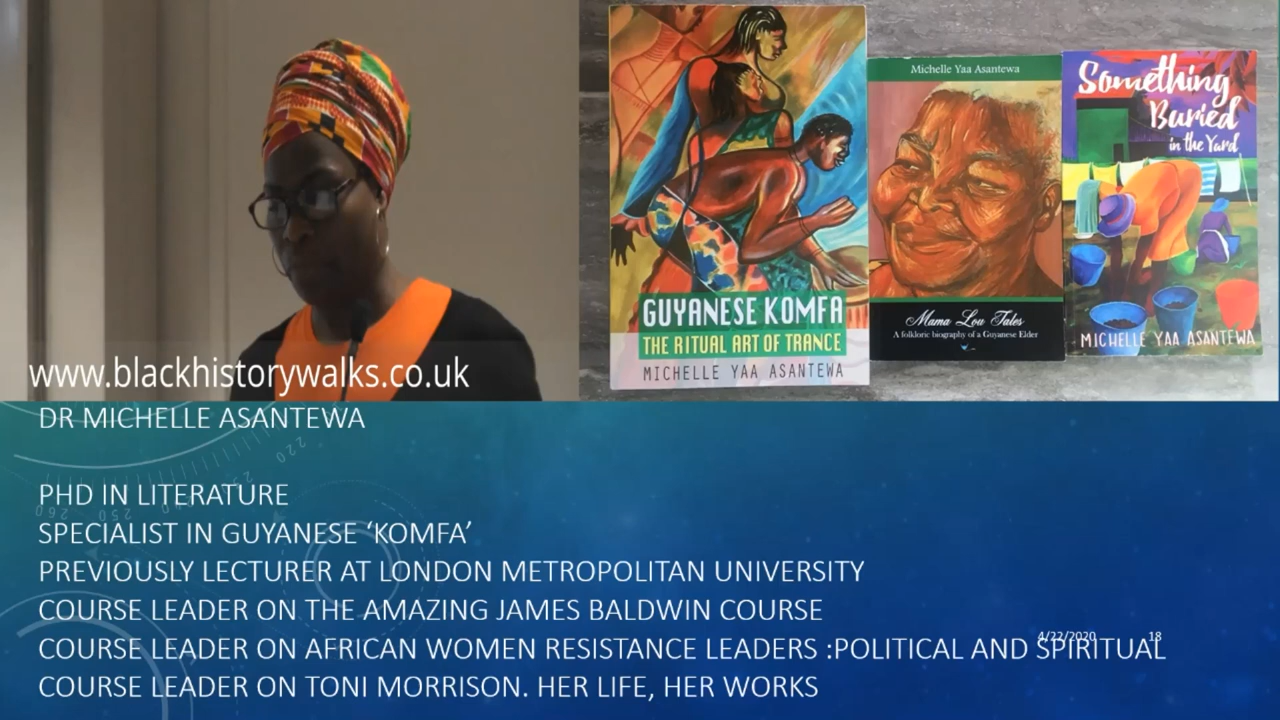 GUYANESE KOMFA
THE RITUAL ART OF TRANCE
MICHELLE YAA ASANTEWA
Michelle Yaa Asantewa
Mama Lou Tales
A folkloric biography of a Guyanese Elder
Something
Buried
in the Yard
MICHELLE YAA ASANTEWA
www.blackhistorywalks.co.uk
DR MICHELLE ASANTEWA
PHD IN LITERATURE
SPECIALIST IN GUYANESE ‘KOMFA’
PREVIOUSLY LECTURER AT LONDON METROPOLITAN UNIVERSITY
COURSE LEADER ON THE AMAZING JAMES BALDWIN COURSE
4/22/2020 18
COURSE LEADER ON AFRICAN WOMEN RESISTANCE LEADERS :POLITICAL AND SPIRITUAL
COURSE LEADER ON TONI MORRISON. HER LIFE, HER WORKS